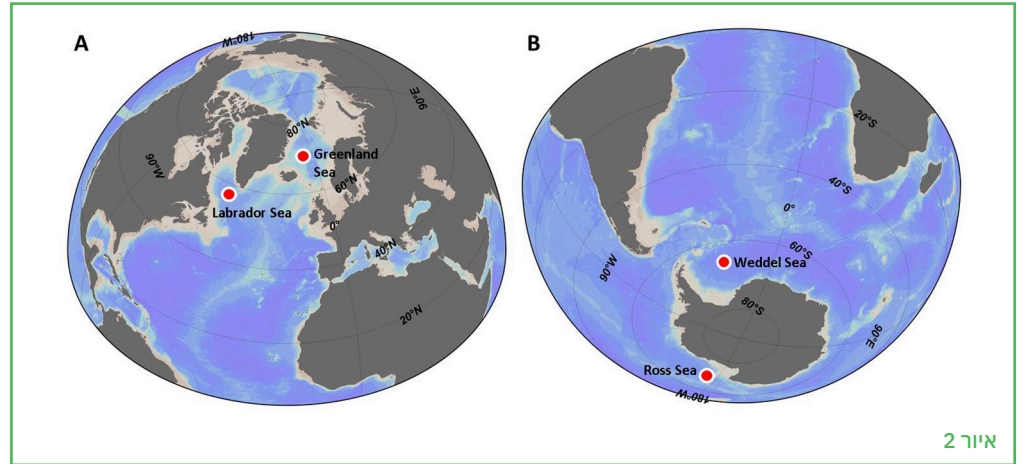 A
180°W
90°E
80°N
Greenland
Sea
90°W
60°N
Labrador Sea
0°
40°N
20°N
B
20°S
40°S
0°
60°S
90°W
Weddel Sea
80°S
90°E
Ross Sea
180°W
איור 2